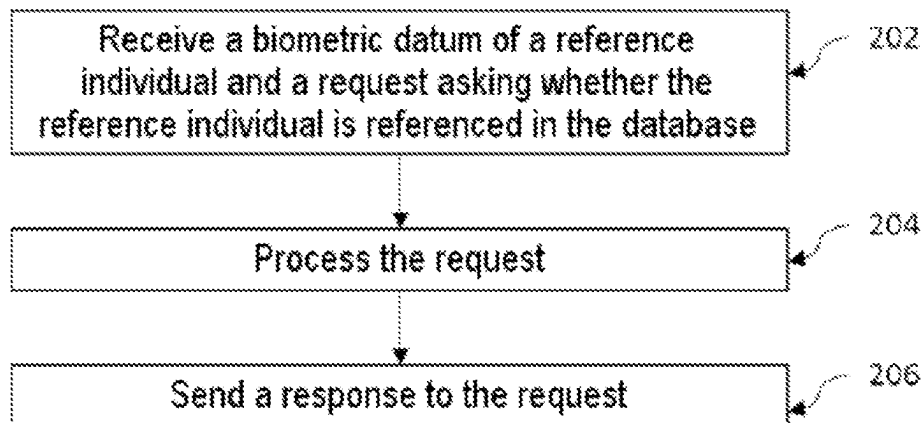 Receive a biometric datum of a reference
individual and a request asking whether the
reference individual is referenced in the database
202
Process the request
204
Send a response to the request
206